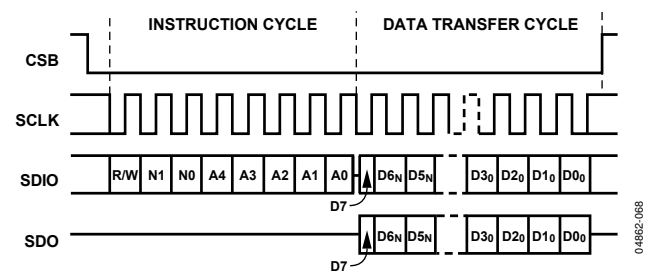 INSTRUCTION CYCLE DATA TRANSFER CYCLE
CSB
SCLK
SDIO R/W N1 N0 A4 A3 A2 A1 A0 D6N D5N D30 D20 D10 D00
D7
SDO D6N D5N D30 D20 D10 D00
D7
04862-068